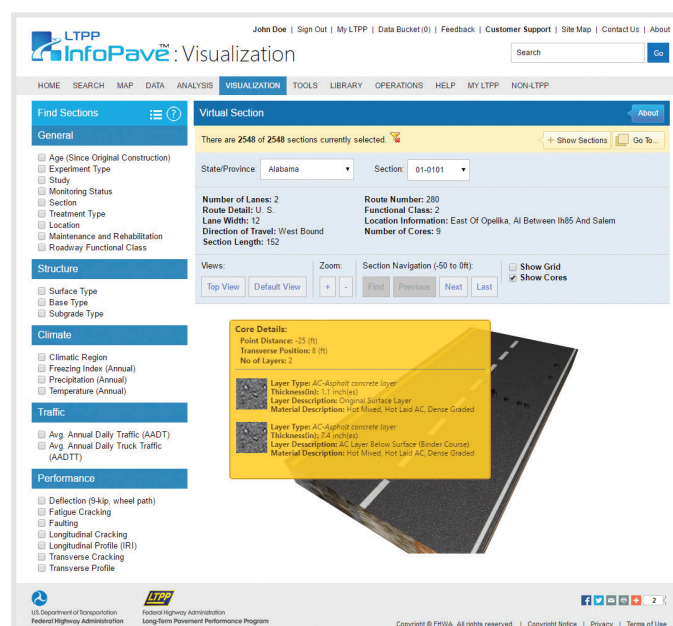 John Doe | Sign Out | My LTPP | Data Bucket (0) | Feedback | Customer Support | Site Map | Contact Us | About
LTPP
InfoPave™: Visualization
Search
Go
HOME SEARCH MAP DATA ANALYSIS VISUALIZATION TOOLS LIBRARY OPERATIONS HELP MY LTPP NON-LTPP
Find Sections
?
General
Age (Since Original Construction)
Experiment Type
Study
Monitoring Status
Section
Treatment Type
Location
Maintenance and Rehabilitation
Roadway Functional Class
Structure
Surface Type
Base Type
Subgrade Type
Climate
Climatic Region
Freezing Index (Annual)
Precipitation (Annual)
Temperature (Annual)
Traffic
Avg. Annual Daily Traffic (AADT)
Avg. Annual Daily Truck Traffic
(AADTT)
Performance
Deflection (9-kip, wheel path)
Fatigue Cracking
Faulting
Longitudinal Cracking
Longitudinal Profile (IRI)
Transverse Cracking
Transverse Profile
Virtual Section
About
There are 2548 of 2548 sections currently selected.
+ Show Sections
Go To...
State/Province: Alabama
Section: 01-0101
Number of Lanes: 2
Route Detail: U. S.
Lane Width: 12
Direction of Travel: West Bound
Section Length: 152
Route Number: 280
Functional Class: 2
Location Information: East Of Opelika, Al Between Ih85 And Salem
Number of Cores: 9
Views:
Top View Default View
Zoom:
+ -
Section Navigation (-50 to 0ft):
First Previous Next Last
Show Grid
Show Cores
Core Details:
Point Distance: -25 (ft)
Transverse Position: 8 (ft)
No of Layers: 2
Layer Type: AC-Asphalt concrete layer
Thickness(in): 1.1 inch(es)
Layer Desscription: Original Surface Layer
Material Description: Hot Mixed, Hot Laid AC, Dense Graded
Layer Type: AC-Asphalt concrete layer
Thickness(in): 7.4 inch(es)
Layer Desscription: AC Layer Below Surface (Binder Course)
Material Description: Hot Mixed, Hot Laid AC, Dense Graded
U.S. Department of Transportation
Federal Highway Administration
LTPP
Federal Highway Administration
Long-Term Pavement Performance Program
2
Copyright © FHWA. All rights reserved | Copyright Notice | Privacy | Terms of Use